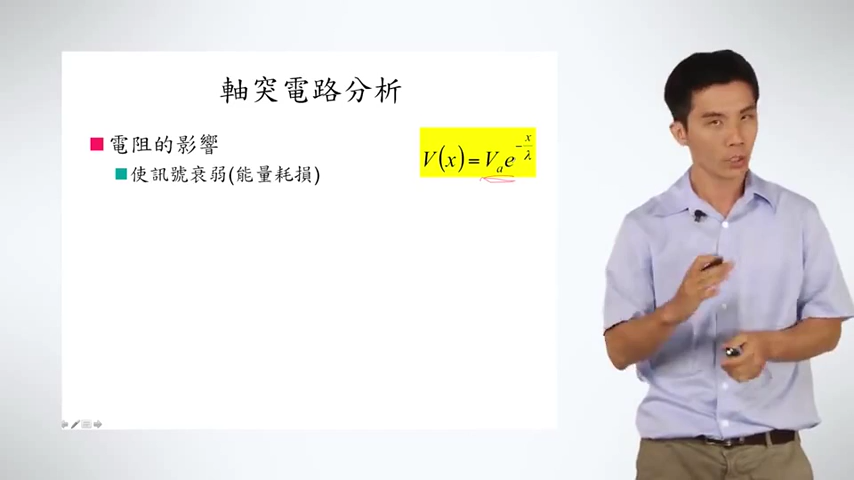 軸突電路分析
電阻的影響
使訊號衰弱(能量耗損)
V(x) = V_a e^{-x/λ}